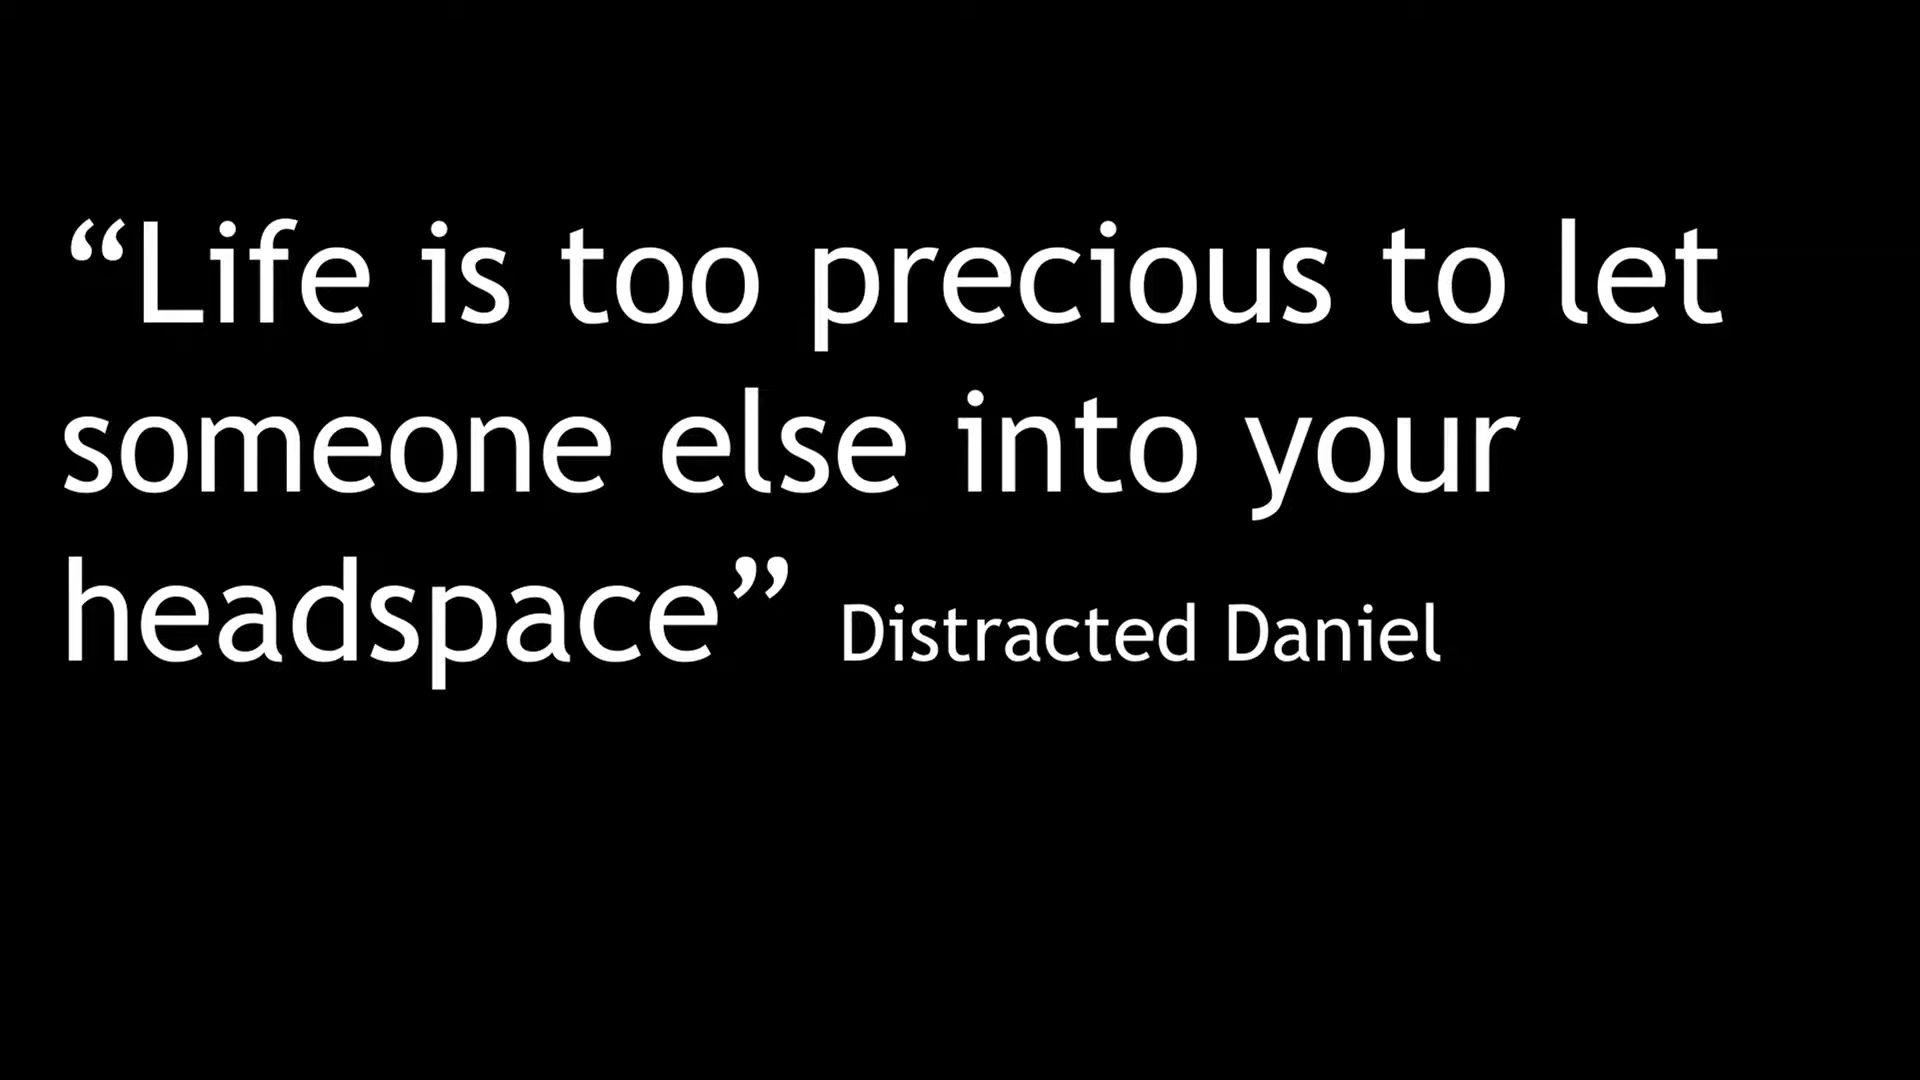 “Life is too precious to let
someone else into your
headspace” Distracted Daniel